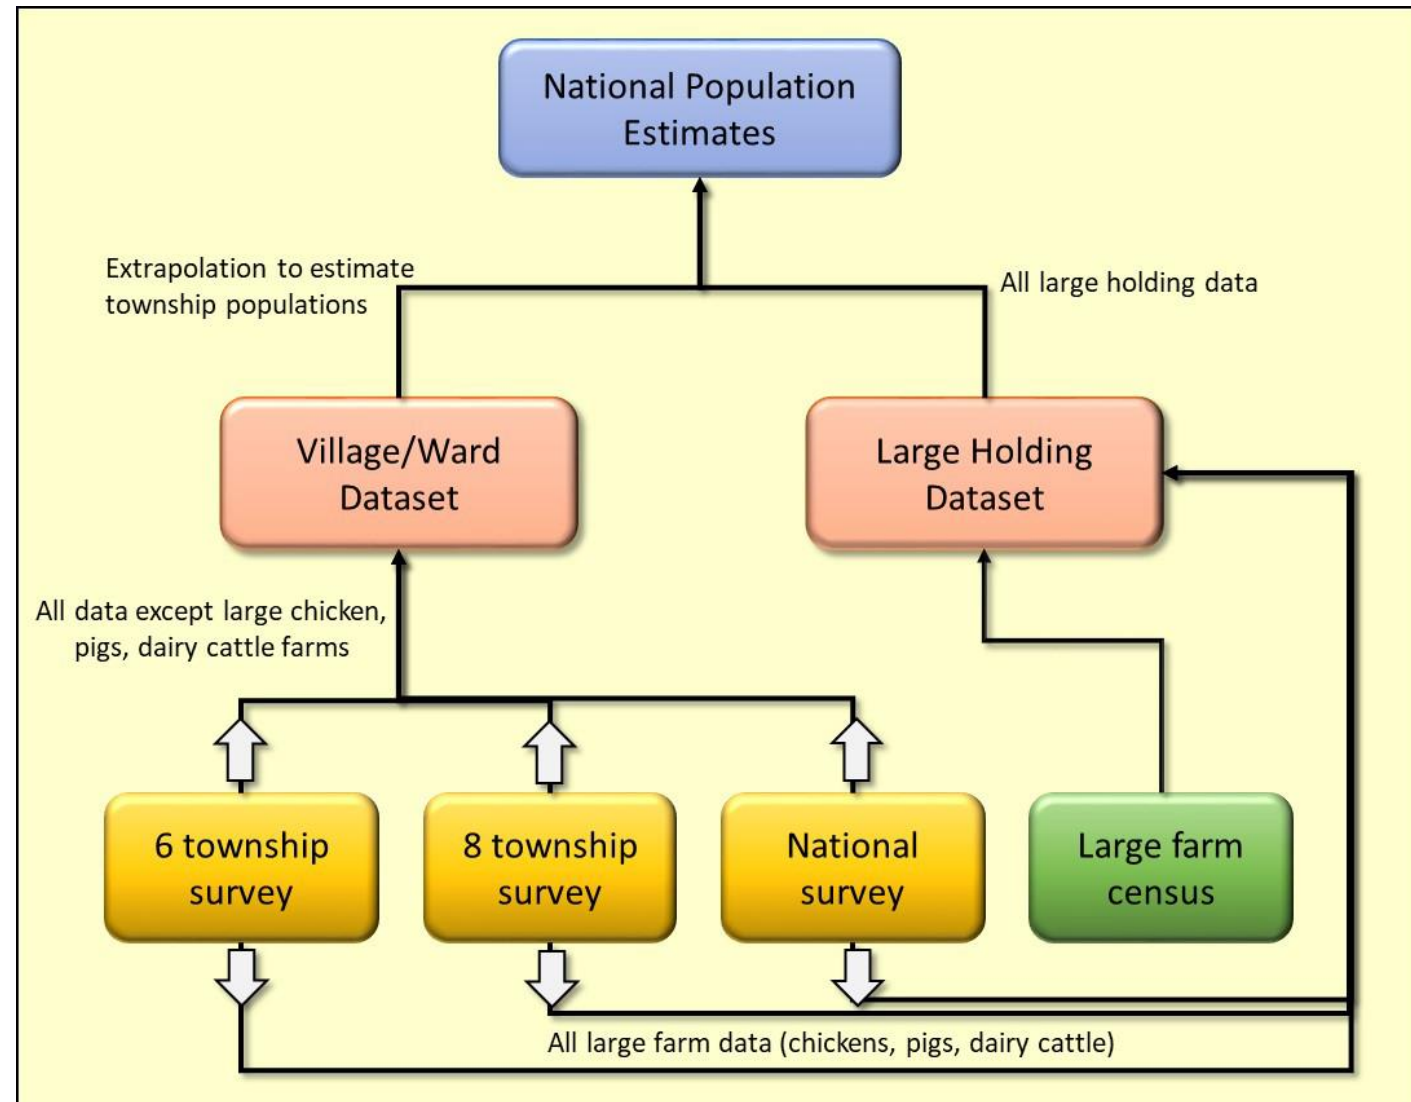 National Population
Estimates
Extrapolation to estimate
township populations
All large holding data
Village/Ward
Dataset
Large Holding
Dataset
All data except large chicken,
pigs, dairy cattle farms
6 township
survey
8 township
survey
National
survey
Large farm
census
All large farm data (chickens, pigs, dairy cattle)